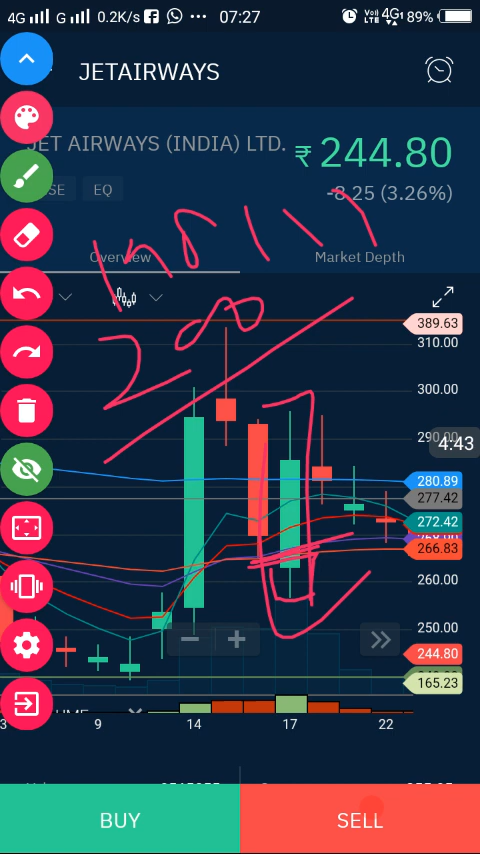 4G G 0.2K/s ... 07:27 4G 89%
JETAIRWAYS
JET AIRWAYS (INDIA) LTD. ₹ 244.80
SE EQ -8.25 (3.26%)
Overview Market Depth
389.63
310.00
300.00
290.00
4.43
280.89
277.42
272.42
266.83
260.00
250.00
244.80
165.23
200
3 9 14 17 22
BUY SELL